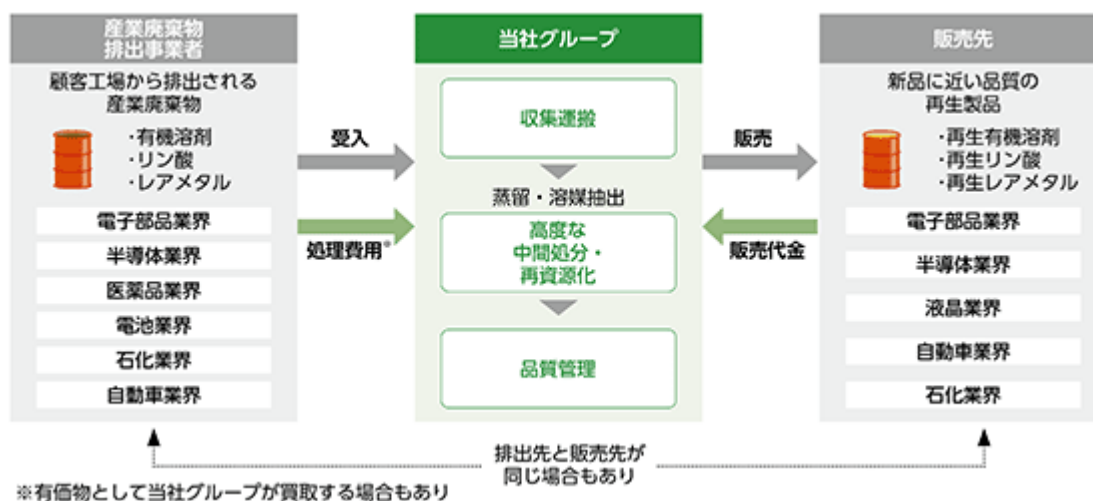 産業廃棄物
排出事業者
顧客工場から排出される
産業廃棄物
・有機溶剤
・リン酸
・レアメタル
電子部品業界
半導体業界
医薬品業界
電池業界
石化業界
自動車業界
受入
処理費用※
当社グループ
収集運搬
蒸留・溶媒抽出
高度な
中間処分・
再資源化
品質管理
販売
販売代金
販売先
新品に近い品質の
再生製品
・再生有機溶剤
・再生リン酸
・再生レアメタル
電子部品業界
半導体業界
液晶業界
自動車業界
石化業界
排出先と販売先が
同じ場合もあり
※有価物として当社グループが買取する場合もあり